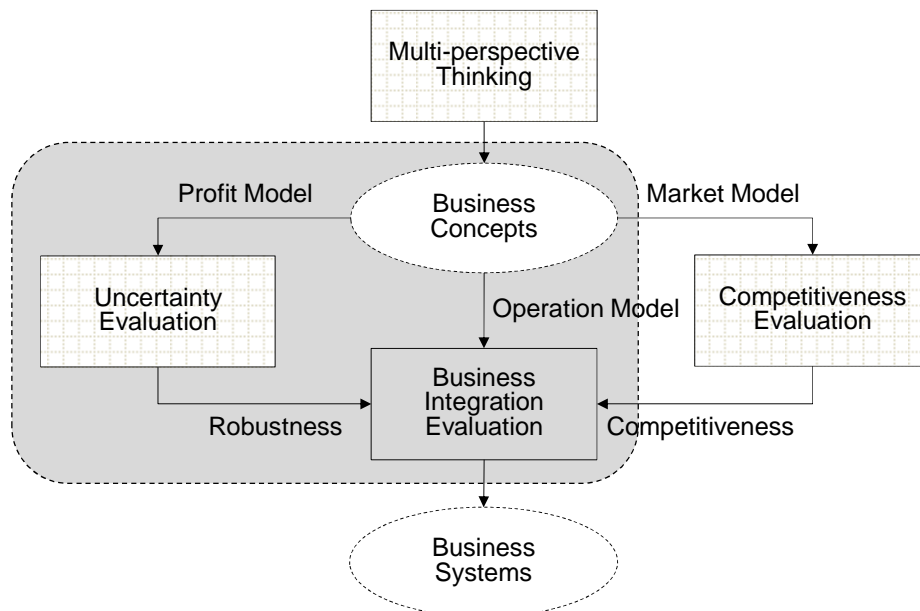 Multi-perspective
Thinking
Profit Model
Business
Concepts
Market Model
Uncertainty
Evaluation
Operation Model
Competitiveness
Evaluation
Business
Integration
Evaluation
Robustness
Competitiveness
Business
Systems